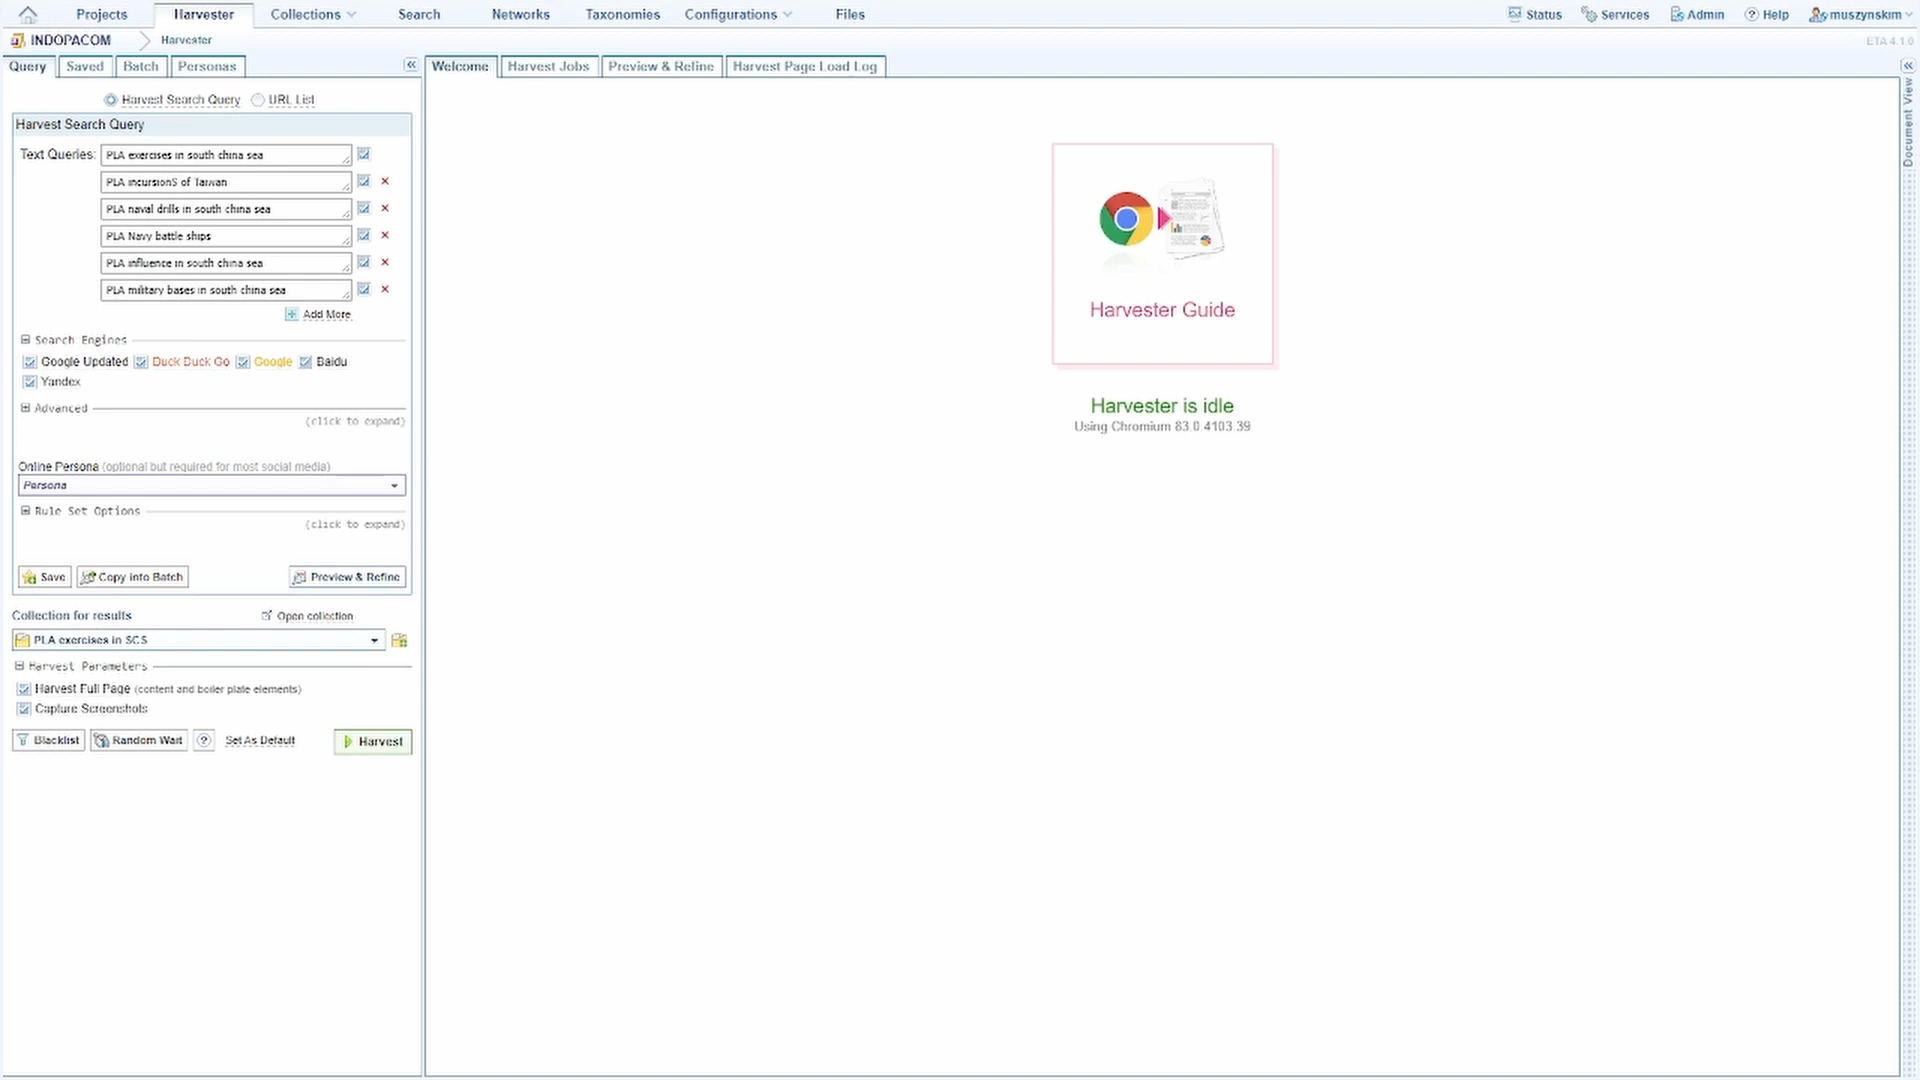 Projects Harvester Collections Search Networks Taxonomies Configurations Files Status Services Admin Help muszynskim
INDOPACOM Harvester ETA 4.1.0
Query Saved Batch Personas Welcome Harvest Jobs Preview & Refine Harvest Page Load Log
Document View
Harvest Search Query URL List
Harvest Search Query
Text Queries: PLA exercises in south china sea
PLA incursionS of Taiwan
PLA naval drills in south china sea
PLA Navy battle ships
PLA influence in south china sea
PLA military bases in south china sea
Add More
Search Engines
Google Updated Duck Duck Go Google Baidu
Yandex
Advanced
(click to expand)
Online Persona (optional but required for most social media)
Persona
Rule Set Options
(click to expand)
Save Copy into Batch Preview & Refine
Collection for results Open collection
PLA exercises in SCS
Harvest Parameters
Harvest Full Page (content and boiler plate elements)
Capture Screenshots
Blacklist Random Wait ? Set As Default Harvest
Harvester Guide
Harvester is idle
Using Chromium 83.0.4103.39